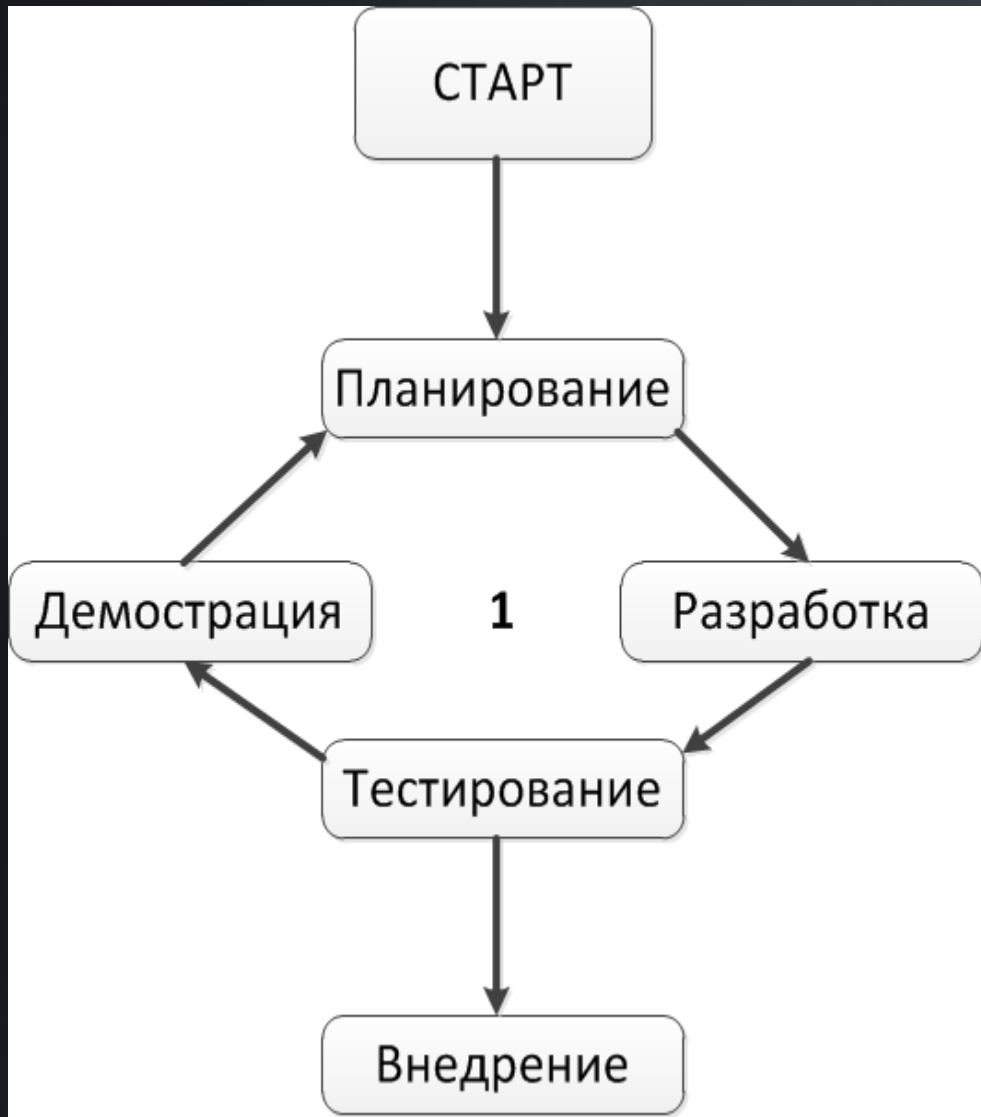 СТАРТ
Планирование
Демострация
1
Разработка
Тестирование
Внедрение